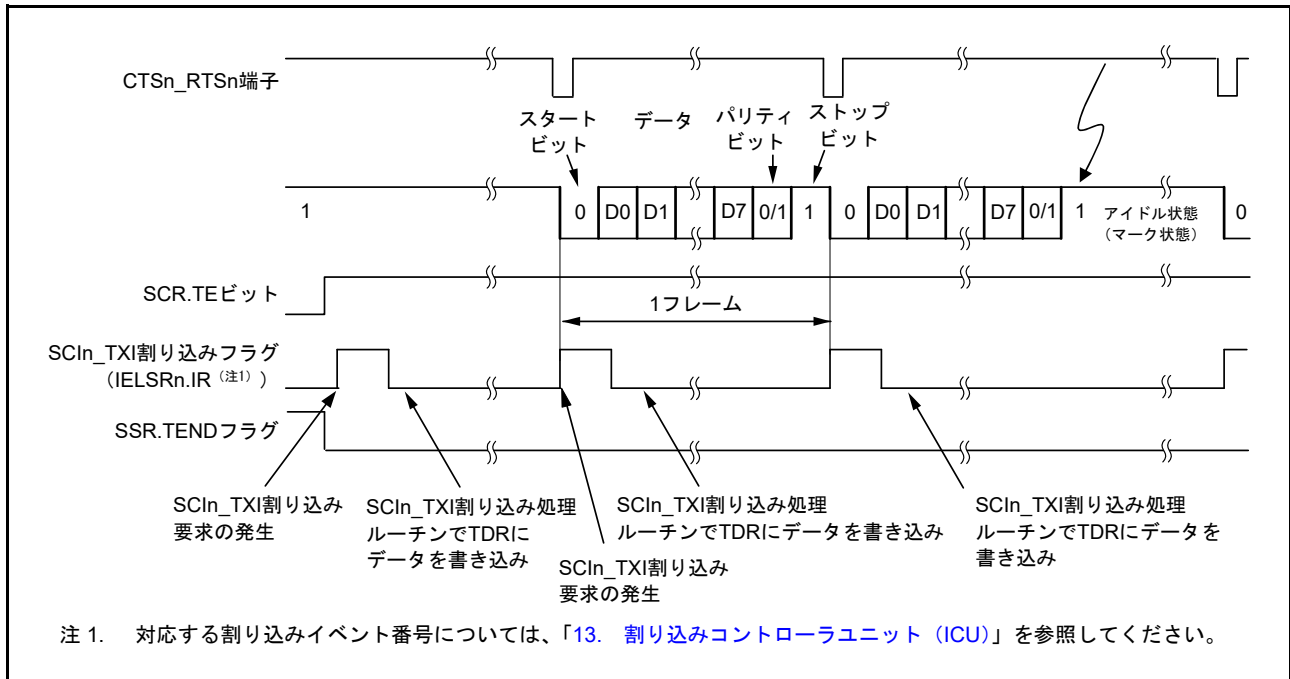 CTSn_RTSn端子
スタート
ビット
データ
パリティ
ビット
ストップ
ビット
1
0
D0
D1
D7
0/1
1
0
D0
D1
D7
0/1
1
アイドル状態
（マーク状態）
0
SCR.TEビット
1フレーム
SCIn_TXI割り込みフラグ
（IELSRn.IR（注1））
SSR.TENDフラグ
SCIn_TXI割り込み
要求の発生
SCIn_TXI割り込み処理
ルーチンでTDRに
データを書き込み
SCIn_TXI割り込み
要求の発生
SCIn_TXI割り込み処理
ルーチンでTDRにデータを書き込み
SCIn_TXI割り込み処理
ルーチンでTDRにデータを
書き込み
注 1. 対応する割り込みイベント番号については、「13. 割り込みコントローラユニット（ICU）」を参照してください。